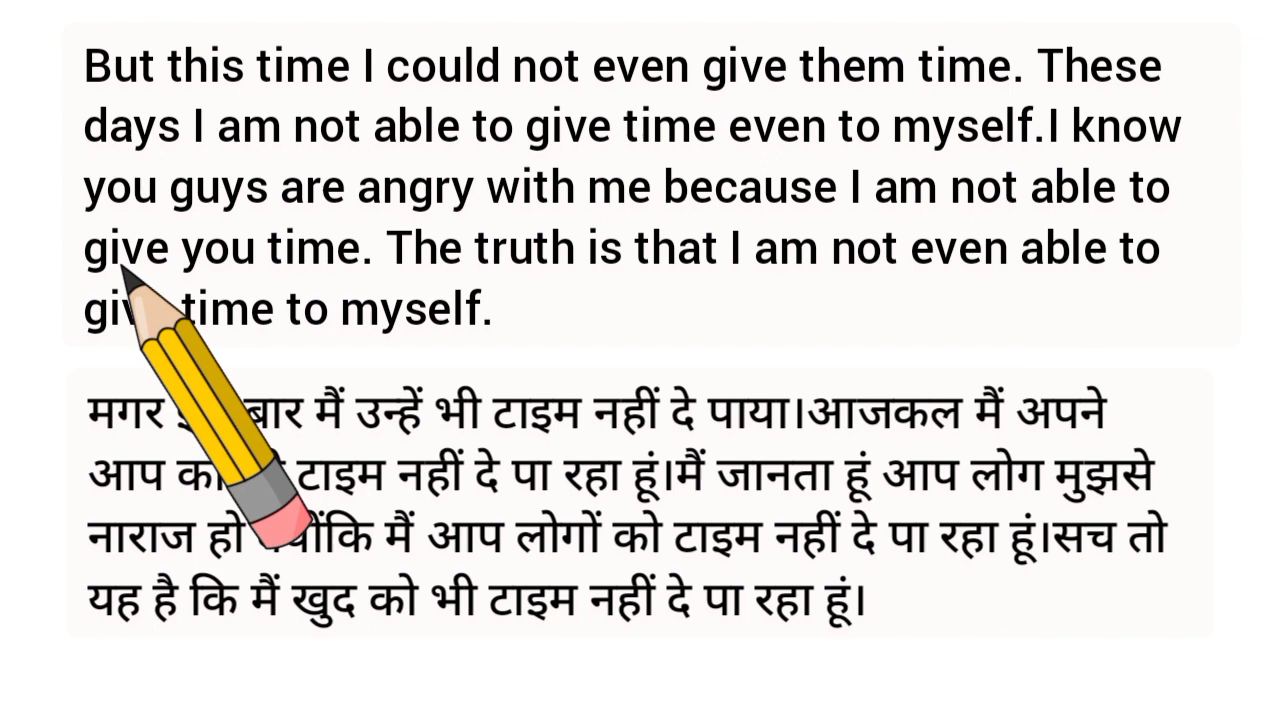 But this time I could not even give them time. These
days I am not able to give time even to myself.I know
you guys are angry with me because I am not able to
give you time. The truth is that I am not even able to
time to myself.
मगर बार मैं उन्हें भी टाइम नहीं दे पाया।आजकल मैं अपने
आप टाइम नहीं दे पा रहा हूं।मैं जानता हूं आप लोग मुझसे
नाराज हो मैं आप लोगों को टाइम नहीं दे पा रहा हूं।सच तो
यह है कि मैं खुद को भी टाइम नहीं दे पा रहा हूं।